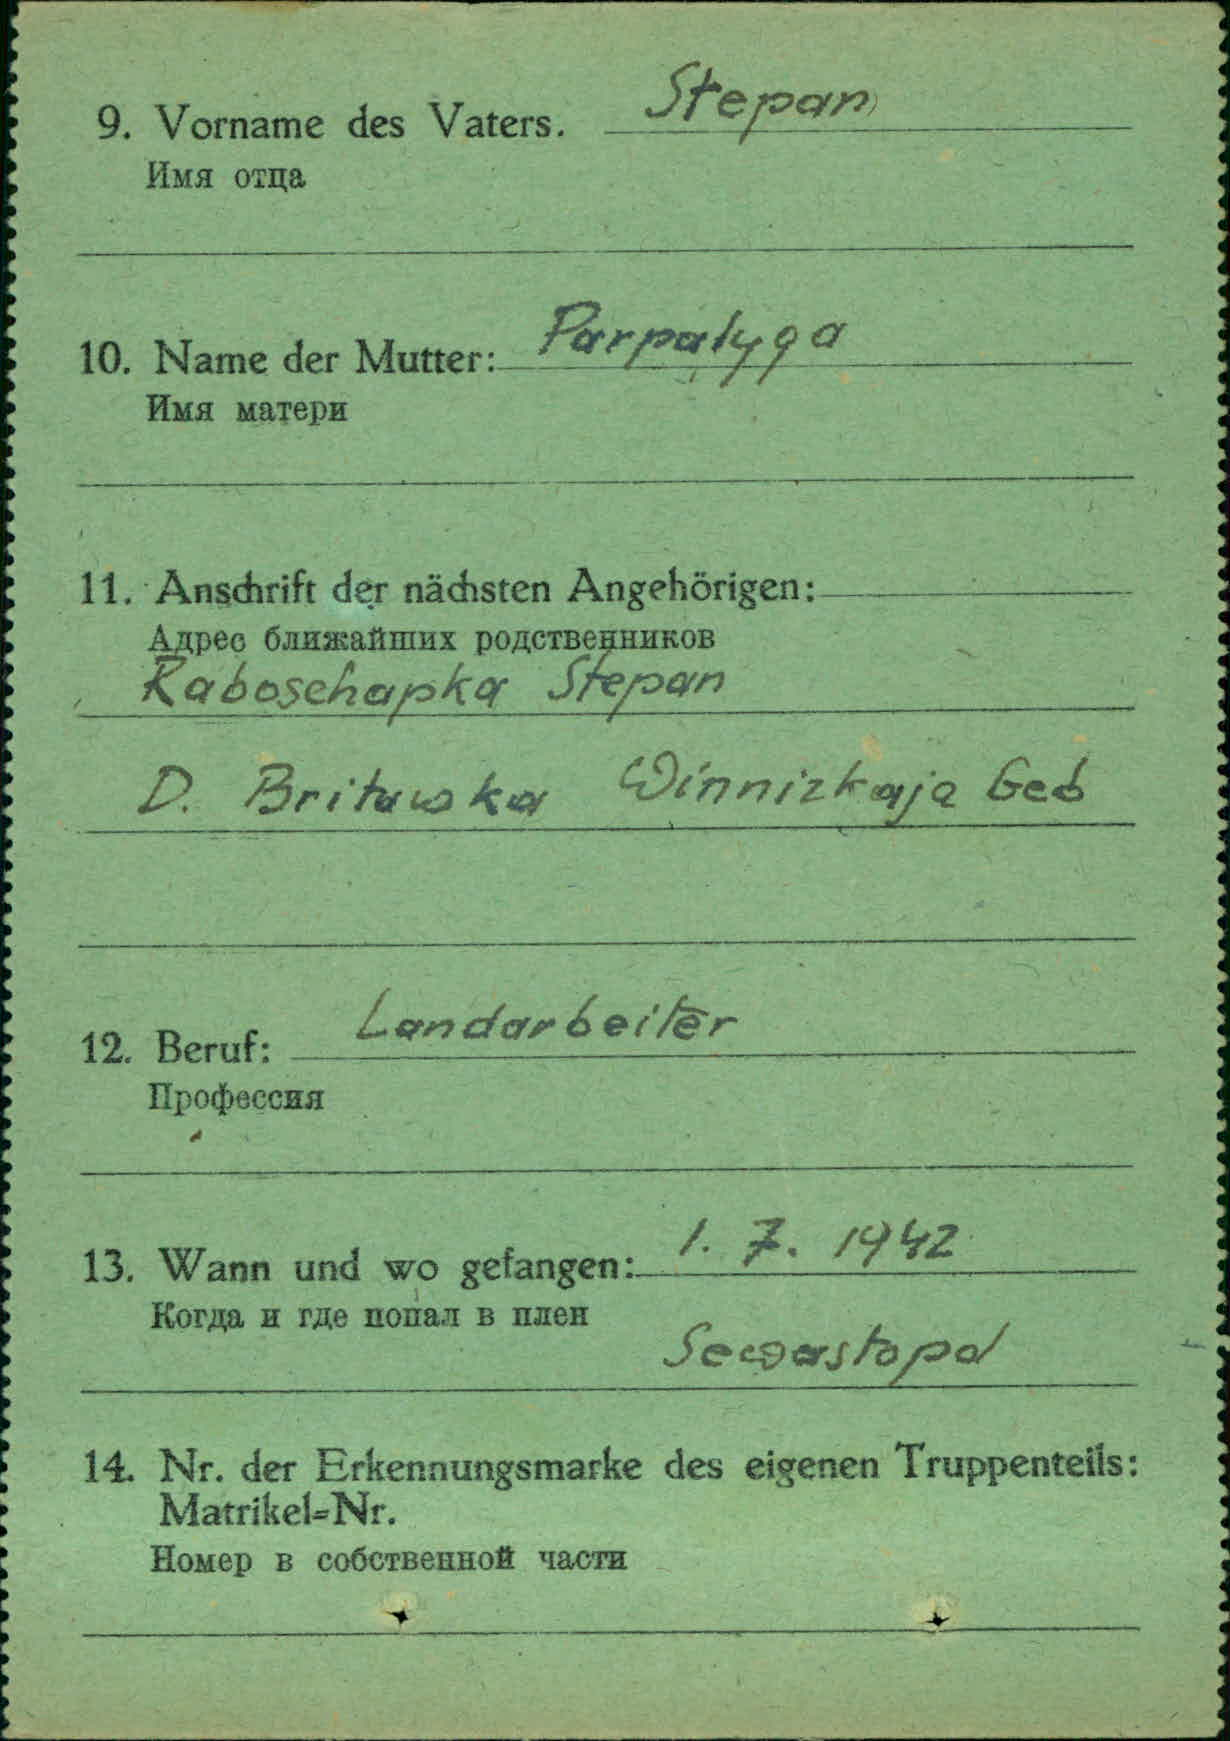 9. Vorname des Vaters. Stepan
Имя отца
10. Name der Mutter: Parpalyga
Имя матери
11. Anschrift der nächsten Angehörigen:
Адрес ближайших родственников
Raboschapka Stepan
D. Britawska Winnizkaja Geb
12. Beruf: Landarbeiter
Профессия
13. Wann und wo gefangen: 1. 7. 1942
Когда и где попал в плен
Sewastopol
14. Nr. der Erkennungsmarke des eigenen Truppenteils:
Matrikel-Nr.
Номер в собственной части